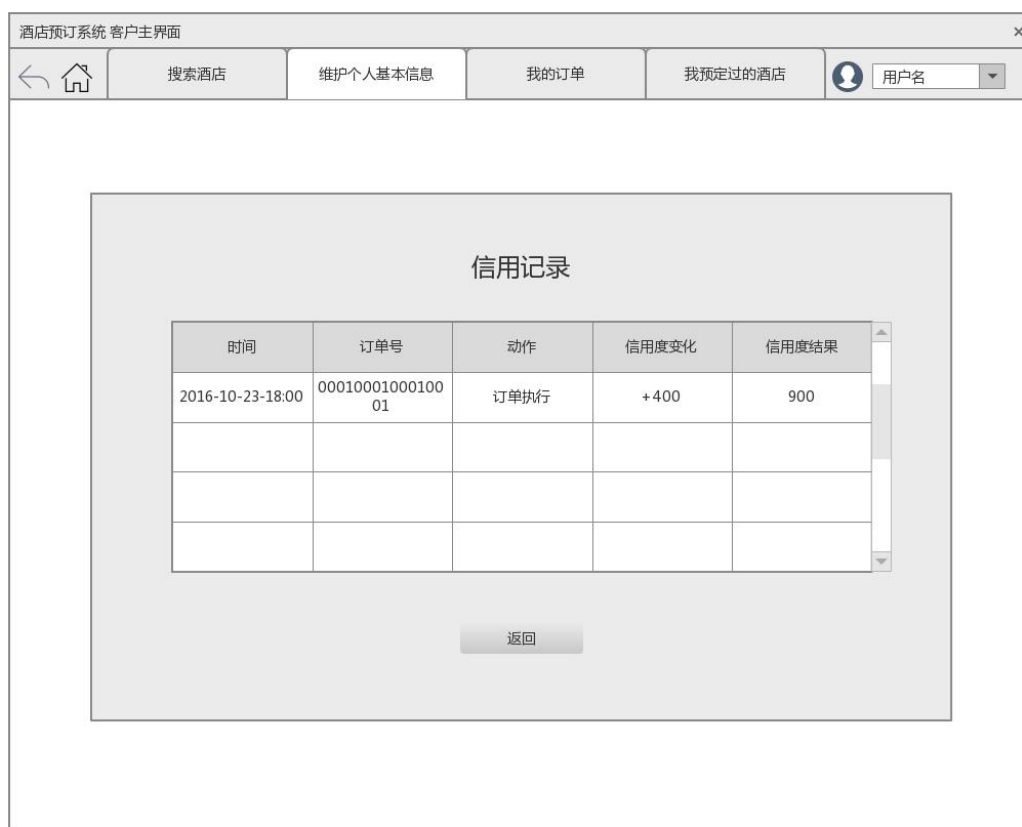 酒店预订系统 客户主界面 ×
搜索酒店 维护个人基本信息 我的订单 我预定过的酒店 用户名
信用记录
时间 订单号 动作 信用度变化 信用度结果
2016-10-23-18:00 00010001000100 订单执行 +400 900
01
返回